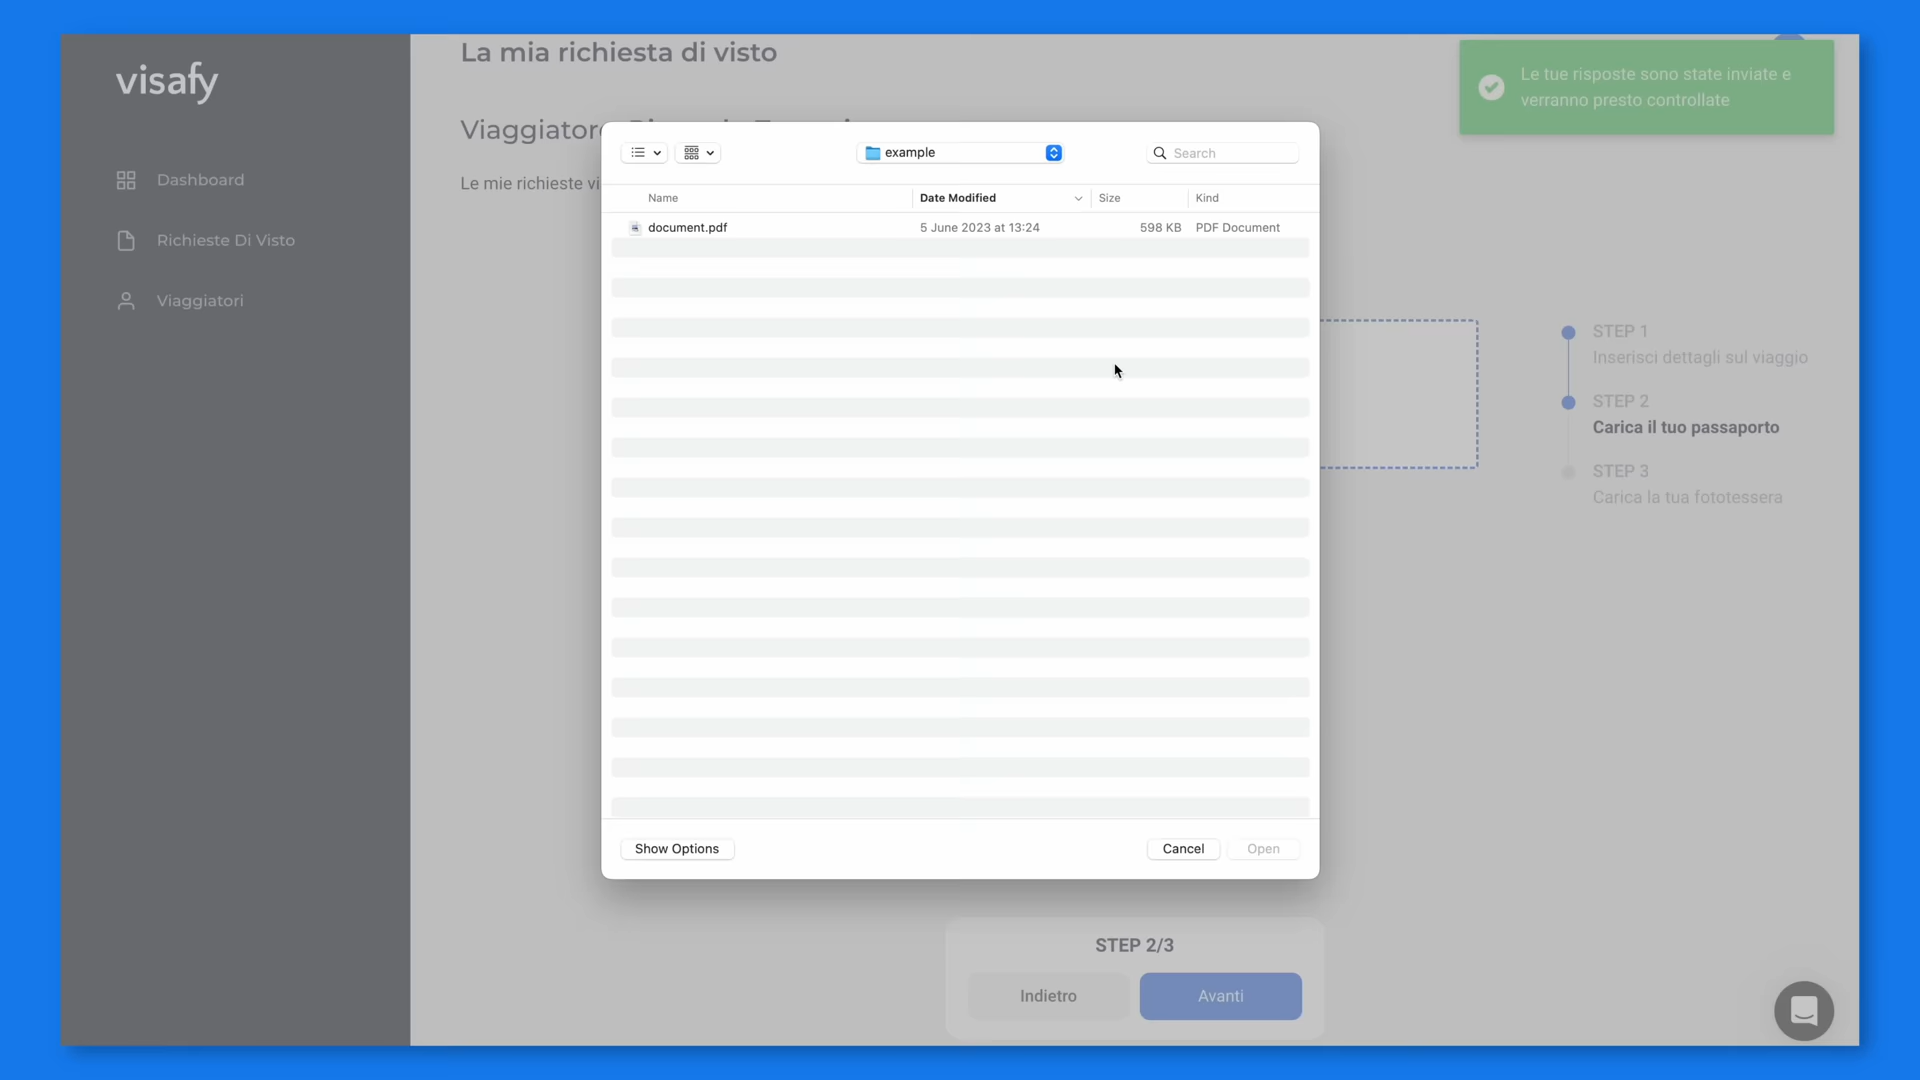 visafy
Dashboard
Richieste Di Visto
Viaggiatori
La mia richiesta di visto
Le tue risposte sono state inviate e
verranno presto controllate
Le mie richieste
example
Search
Name
Date Modified
Size
Kind
document.pdf
5 June 2023 at 13:24
598 KB
PDF Document
Show Options
Cancel
Open
STEP 1
Inserisci dettagli sul viaggio
STEP 2
Carica il tuo passaporto
STEP 3
Carica la tua fototessera
STEP 2/3
Indietro
Avanti